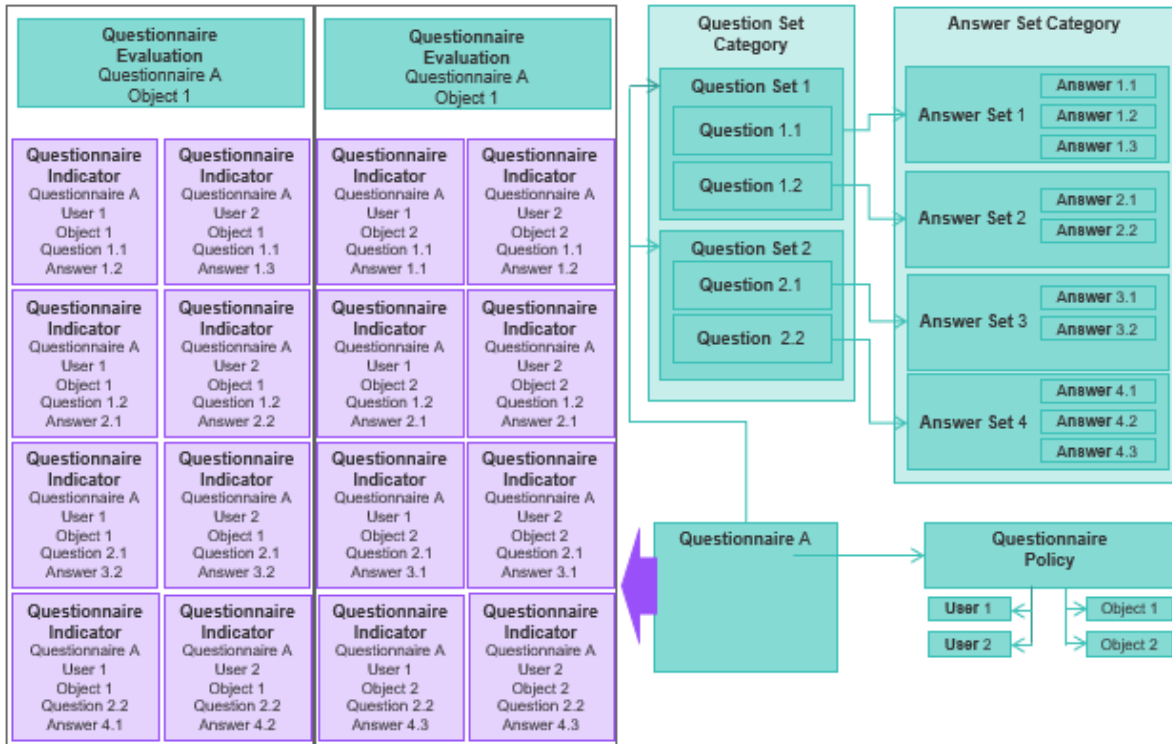 Questionnaire
Evaluation
Questionnaire A
Object 1
Questionnaire
Evaluation
Questionnaire A
Object 1
Questionnaire
Indicator
Questionnaire A
User 1
Object 1
Question 1.1
Answer 1.2
Questionnaire
Indicator
Questionnaire A
User 2
Object 1
Question 1.1
Answer 1.3
Questionnaire
Indicator
Questionnaire A
User 1
Object 2
Question 1.1
Answer 1.1
Questionnaire
Indicator
Questionnaire A
User 2
Object 2
Question 1.1
Answer 1.2
Questionnaire
Indicator
Questionnaire A
User 1
Object 1
Question 1.2
Answer 2.1
Questionnaire
Indicator
Questionnaire A
User 2
Object 1
Question 1.2
Answer 2.2
Questionnaire
Indicator
Questionnaire A
User 1
Object 2
Question 1.2
Answer 2.1
Questionnaire
Indicator
Questionnaire A
User 2
Object 2
Question 1.2
Answer 2.1
Questionnaire
Indicator
Questionnaire A
User 1
Object 1
Question 2.1
Answer 3.2
Questionnaire
Indicator
Questionnaire A
User 2
Object 1
Question 2.1
Answer 3.2
Questionnaire
Indicator
Questionnaire A
User 1
Object 2
Question 2.1
Answer 3.1
Questionnaire
Indicator
Questionnaire A
User 2
Object 2
Question 2.1
Answer 3.1
Questionnaire
Indicator
Questionnaire A
User 1
Object 1
Question 2.2
Answer 4.1
Questionnaire
Indicator
Questionnaire A
User 2
Object 1
Question 2.2
Answer 4.2
Questionnaire
Indicator
Questionnaire A
User 1
Object 2
Question 2.2
Answer 4.3
Questionnaire
Indicator
Questionnaire A
User 2
Object 2
Question 2.2
Answer 4.3
Question Set
Category
Question Set 1
Question 1.1
Question 1.2
Question Set 2
Question 2.1
Question 2.2
Answer Set Category
Answer Set 1
Answer 1.1
Answer 1.2
Answer 1.3
Answer Set 2
Answer 2.1
Answer 2.2
Answer Set 3
Answer 3.1
Answer 3.2
Answer Set 4
Answer 4.1
Answer 4.2
Answer 4.3
Questionnaire A
Questionnaire
Policy
User 1
User 2
Object 1
Object 2